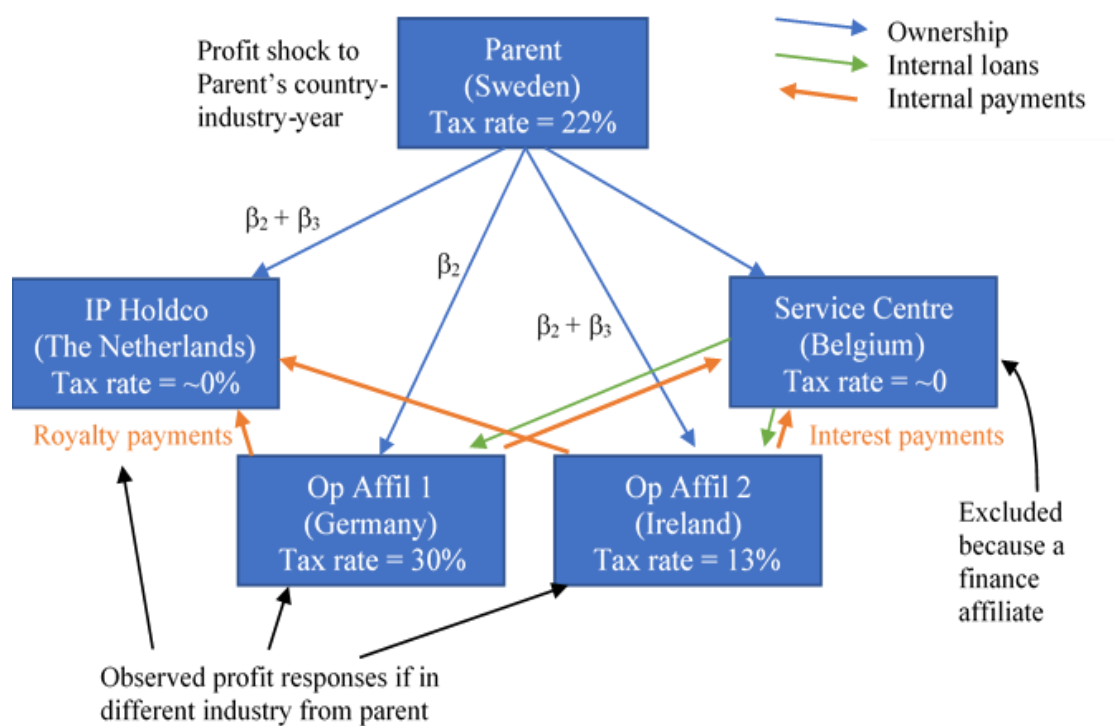 Profit shock to
Parent’s country-
industry-year
Parent
(Sweden)
Tax rate = 22%
Ownership
Internal loans
Internal payments
β₂ + β₃
β₂
β₂ + β₃
IP Holdco
(The Netherlands)
Tax rate = ~0%
Service Centre
(Belgium)
Tax rate = ~0
Royalty payments
Interest payments
Op Affil 1
(Germany)
Tax rate = 30%
Op Affil 2
(Ireland)
Tax rate = 13%
Excluded
because a
finance
affiliate
Observed profit responses if in
different industry from parent